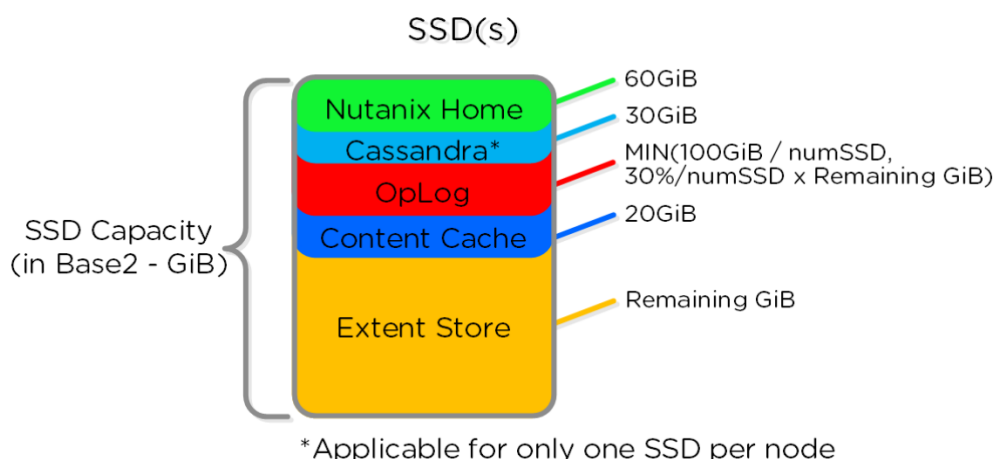 SSD(s)
Nutanix Home
60GiB
Cassandra*
30GiB
OpLog
MIN(100GiB / numSSD,
30%/numSSD x Remaining GiB)
Content Cache
20GiB
SSD Capacity
(in Base2 - GiB)
Extent Store
Remaining GiB
*Applicable for only one SSD per node